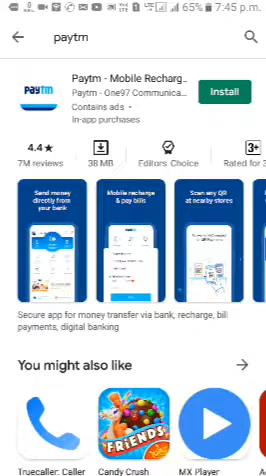 65% 7:45 p.m.
paytm
paytm
Paytm - Mobile Recharg..
Paytm - One97 Communica...
Contains ads •
In-app purchases
Install
4.4★
7M reviews
38 MB
Editors Choice
3+
Rated for 3
Send money
directly from
your bank
Mobile recharge
& pay bills
Scan any QR
at nearby stores
Secure app for money transfer via bank, recharge, bill
payments, digital banking
You might also like
FRIENDS
Truecaller: Caller
Candy Crush
MX Player